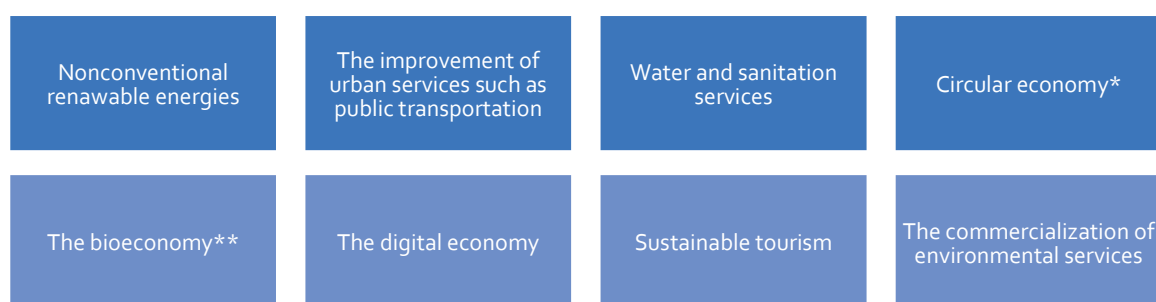 Nonconventional
renawable energies
The improvement of
urban services such as
public transportation
Water and sanitation
services
Circular economy*
The bioeconomy**
The digital economy
Sustainable tourism
The commercialization of
environmental services